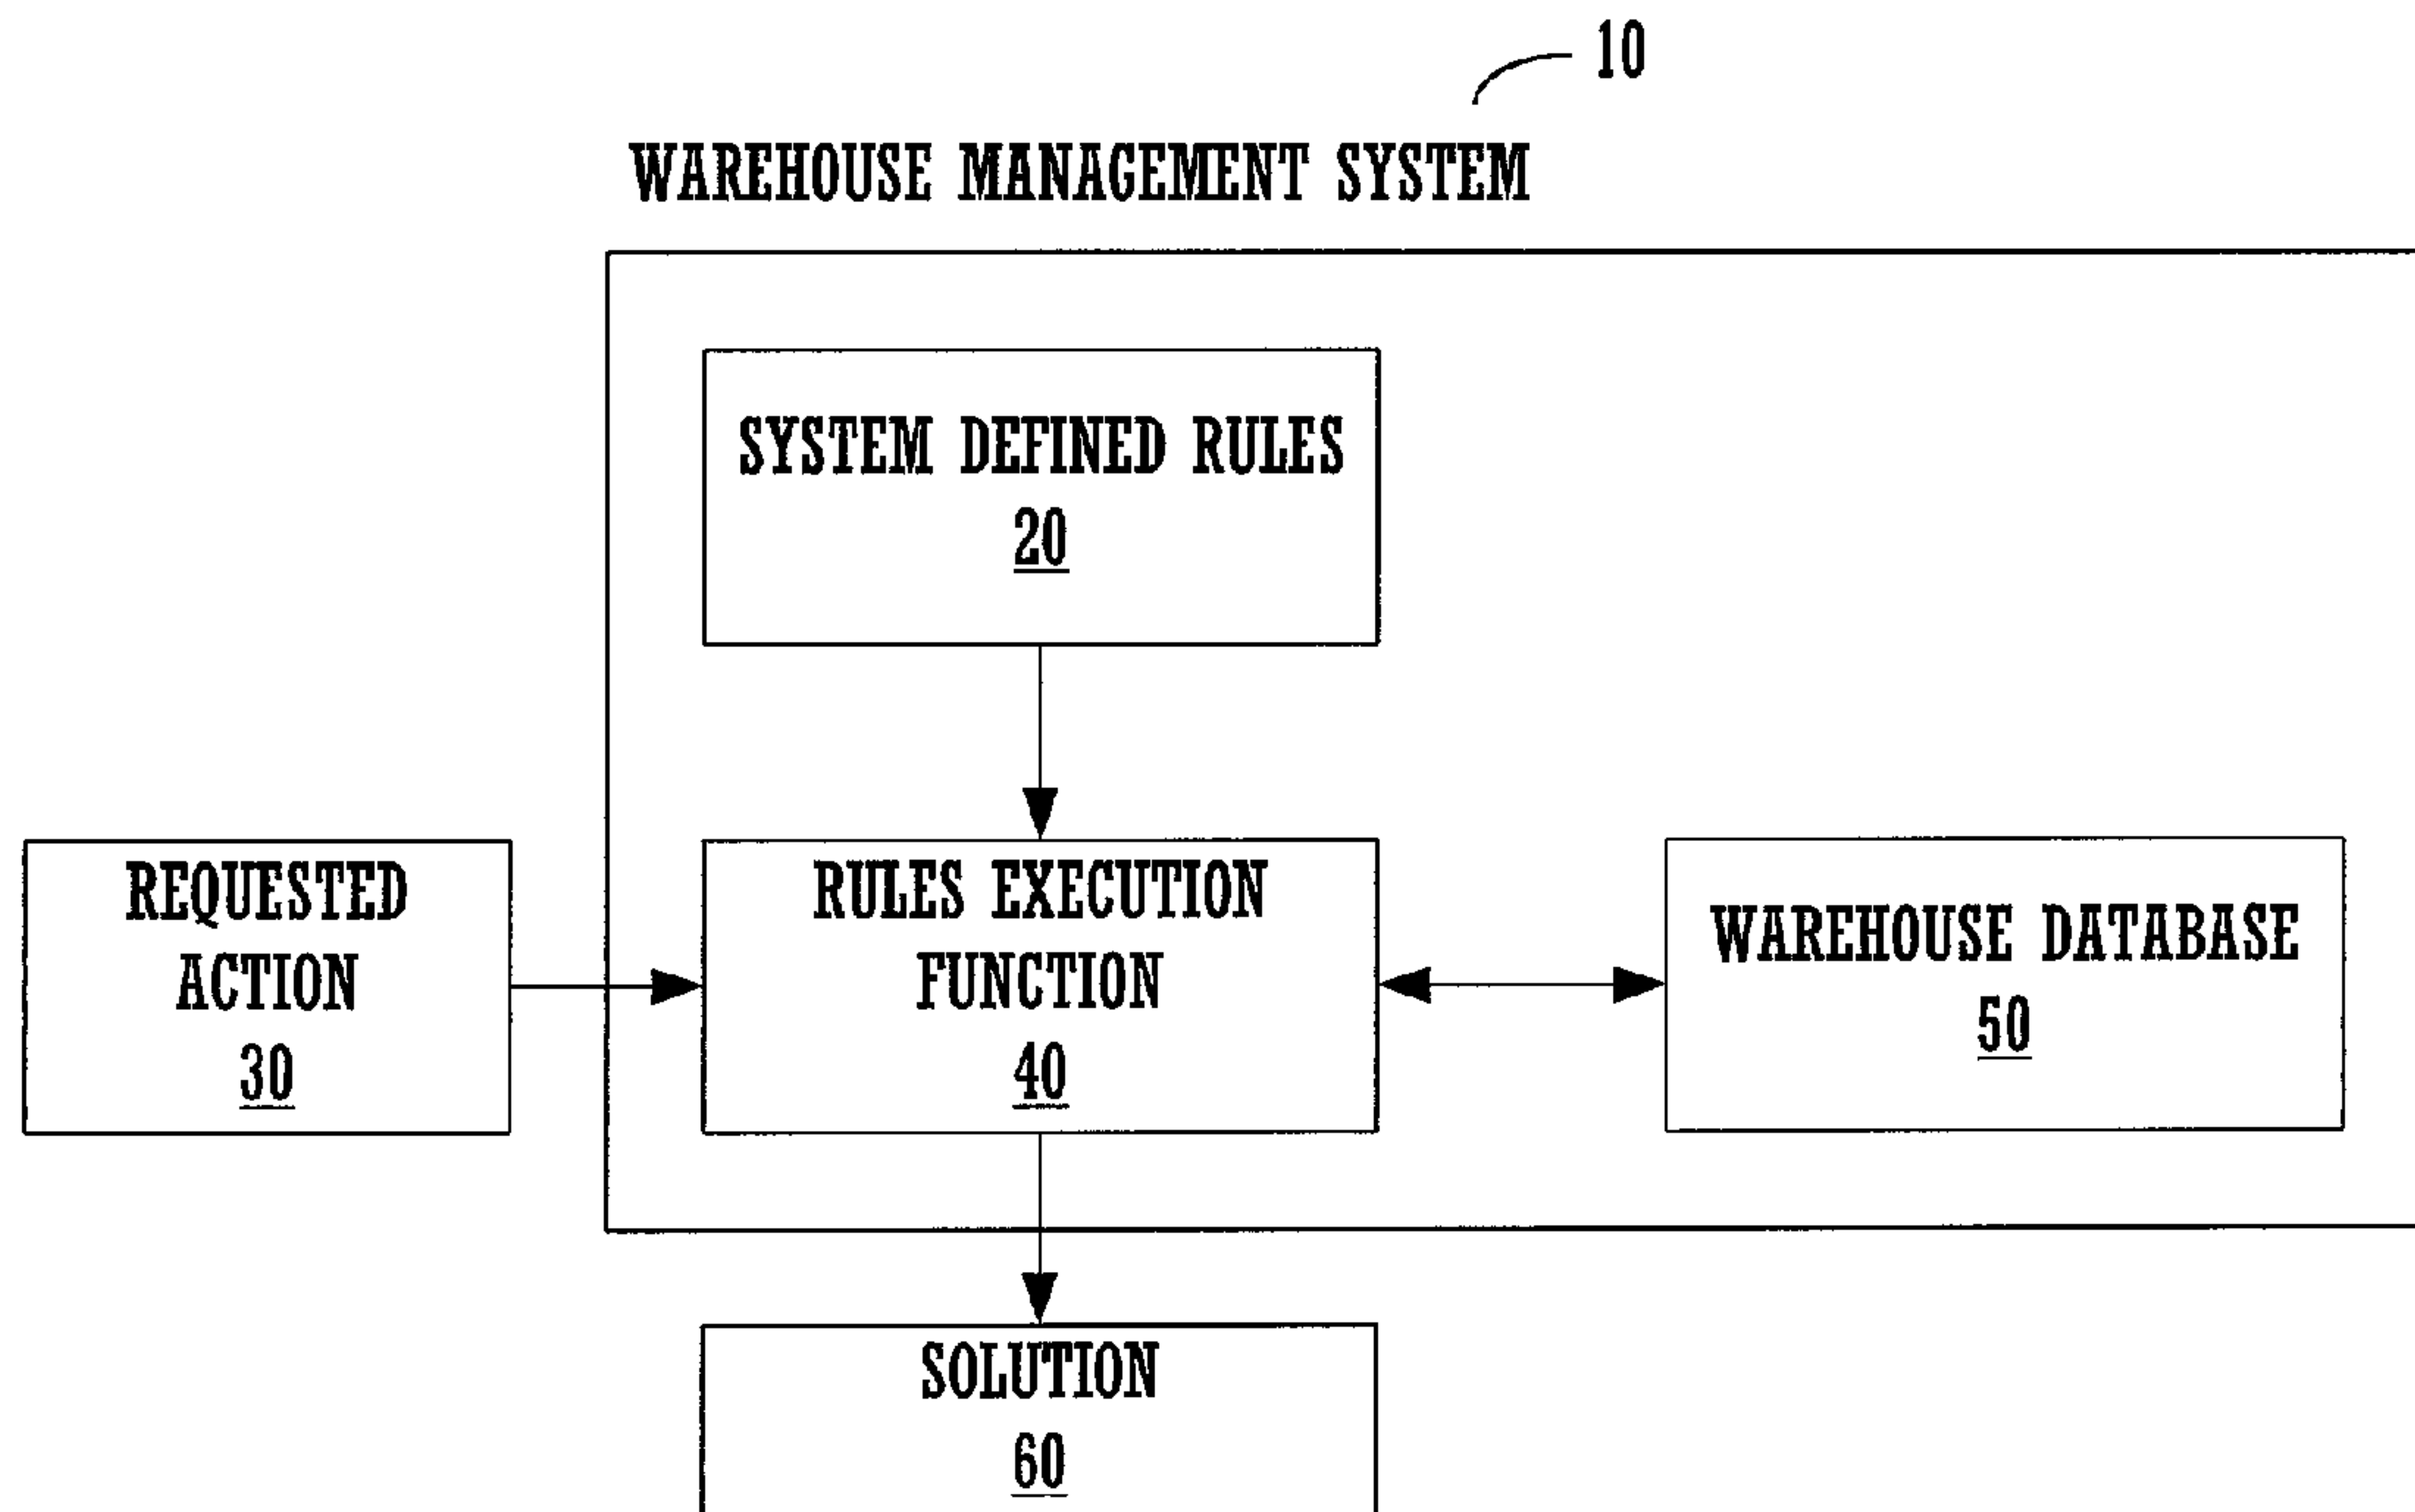 10
WAREHOUSE MANAGEMENT SYSTEM
SYSTEM DEFINED RULES
20
REQUESTED
ACTION
30
RULES EXECUTION
FUNCTION
40
WAREHOUSE DATABASE
50
SOLUTION
60